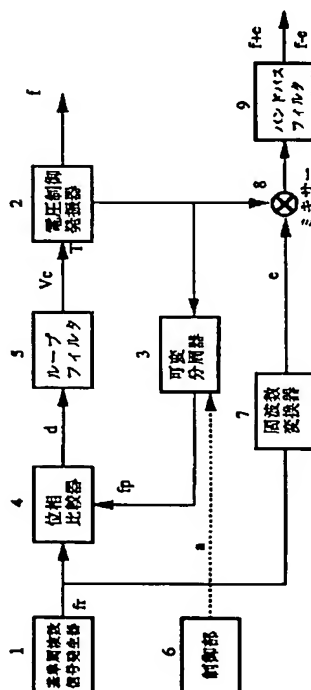 1
基準周波数
信号発生器
fr
4
位相
比較器
d
5
ループ
フィルタ
Vc
2
電圧制御
発振器
T
f
fp
3
可変
分周器
6
制御部
a
7
周波数
変換器
e
8
ミキサー
9
バンドパス
フィルタ
f+e
f-e